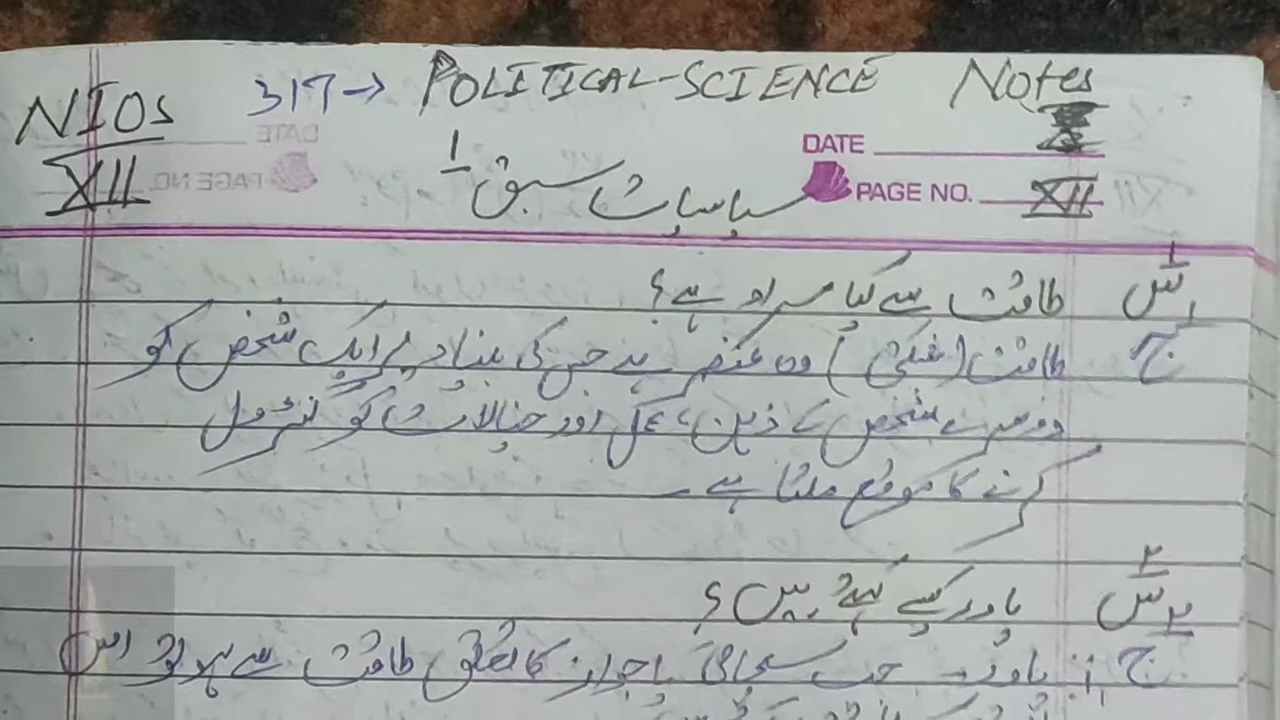 NIOS 317→ POLITICAL-SCIENCE Notes
XII
DATE
PAGE NO. XII
سیاسیات سبق 1
س1 طاقت سے کیا مراد ہے؟
ج طاقت (شکتی) وہ عنصر ہے جس کی بنیاد پر ایک شخص کو
دوسرے شخص کے ذہن، عمل اور خیالات کو کنٹرول
کرنے کا موقع ملتا ہے۔
س۲ پاور کسے کہتے ہیں؟
ج پاور۔ جب سماجی کا تعلق طاقت سے ہو تو اس